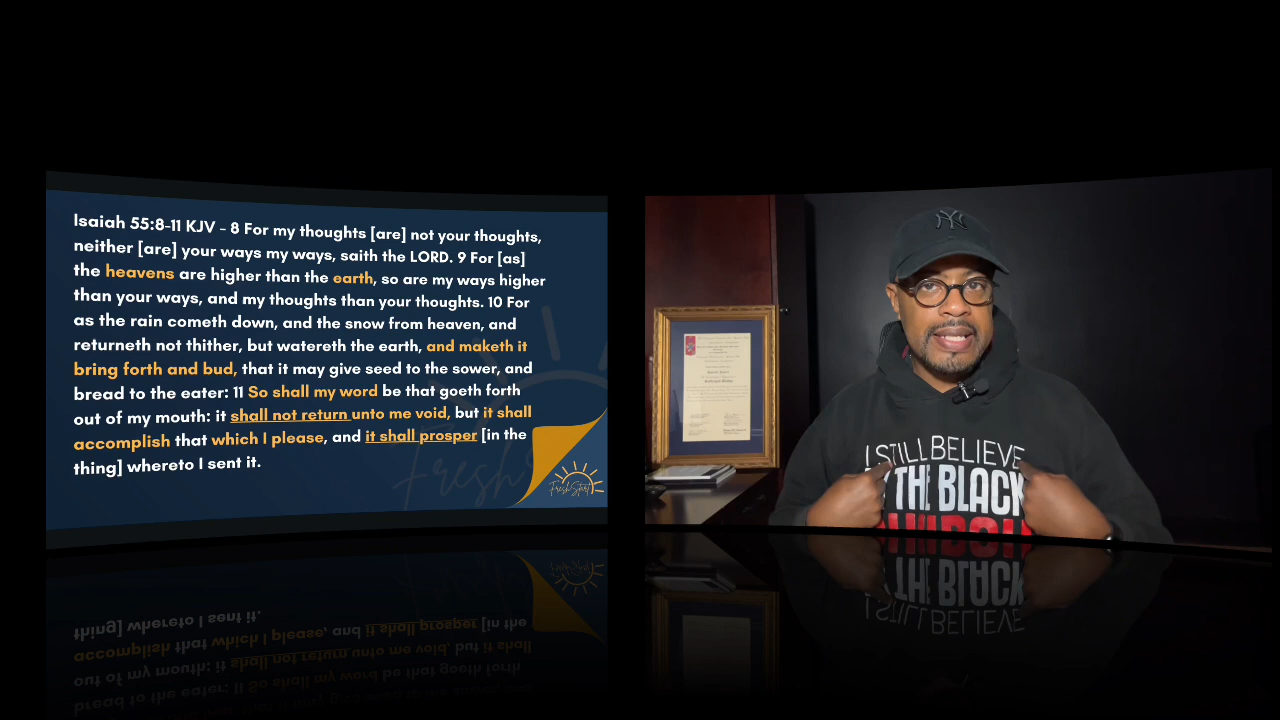 Isaiah 55:8-11 KJV - 8 For my thoughts [are] not your thoughts,
neither [are] your ways my ways, saith the LORD. 9 For [as]
the heavens are higher than the earth, so are my ways higher
than your ways, and my thoughts than your thoughts. 10 For
as the rain cometh down, and the snow from heaven, and
returneth not thither, but watereth the earth, and maketh it
bring forth and bud, that it may give seed to the sower, and
bread to the eater: 11 So shall my word be that goeth forth
out of my mouth: it shall not return unto me void, but it shall
accomplish that which I please, and it shall prosper [in the
thing] whereto I sent it.
Fresh Start
NY
I STILL BELIEVE
THE BLACK